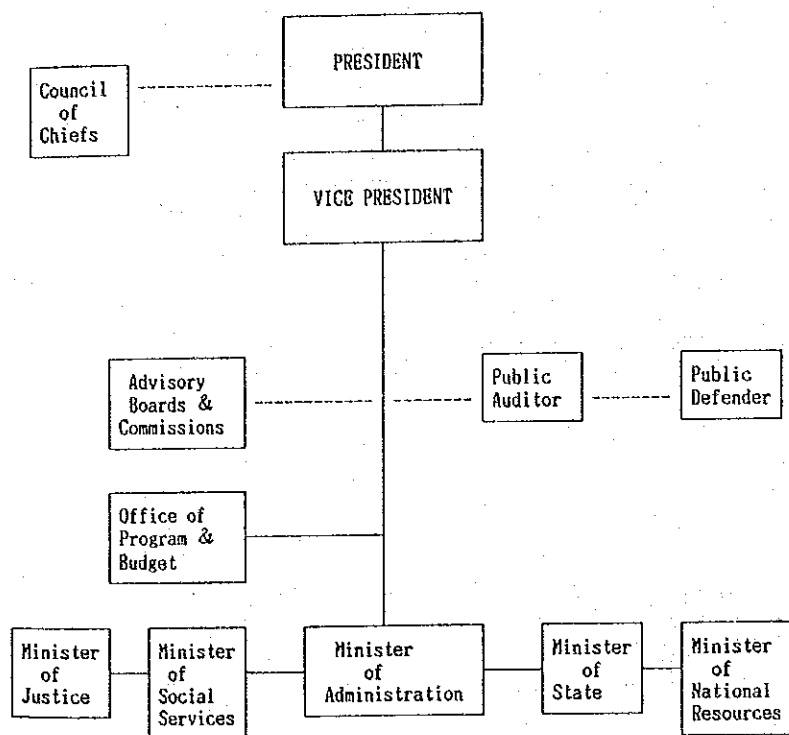 PRESIDENT
Council
of
Chiefs
VICE PRESIDENT
Advisory
Boards &
Commissions
Public
Auditor
Public
Defender
Office of
Program &
Budget
Minister
of
Justice
Minister
of
Social
Services
Minister
of
Administration
Minister
of
State
Minister
of
National
Resources